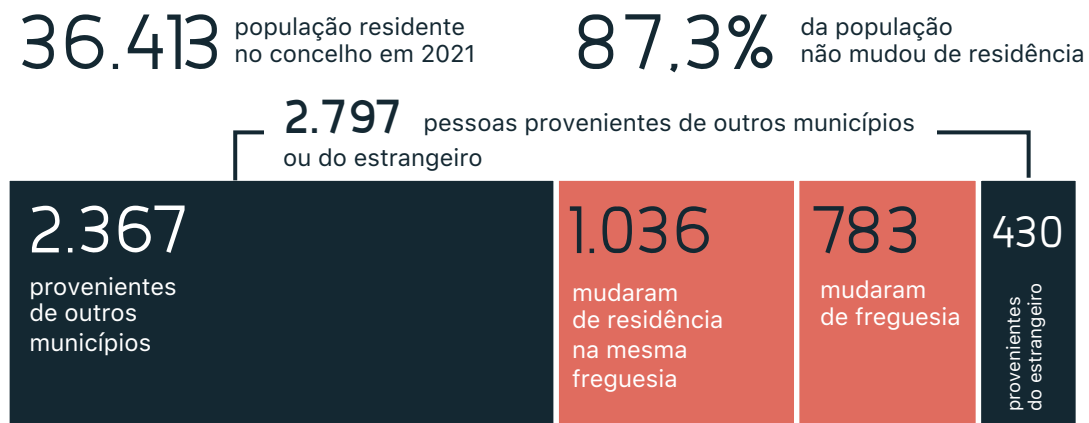 36.413
população residente
no concelho em 2021
87,3%
da população
não mudou de residência
2.797 pessoas provenientes de outros municípios
ou do estrangeiro
2.367
provenientes
de outros
municípios
1.036
mudaram
de residência
na mesma
freguesia
783
mudaram
de freguesia
430
provenientes
do estrangeiro